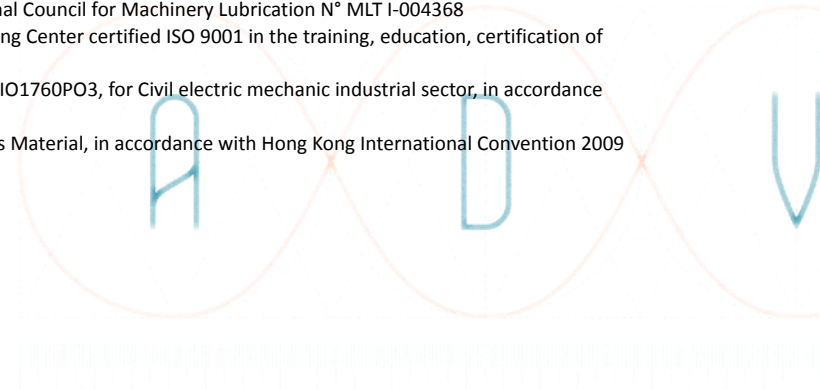 nal Council for Machinery Lubrication N° MLT I-004368
ng Center certified ISO 9001 in the training, education, certification of
IO1760PO3, for Civil electric mechanic industrial sector, in accordance
s Material, in accordance with Hong Kong International Convention 2009
A D V